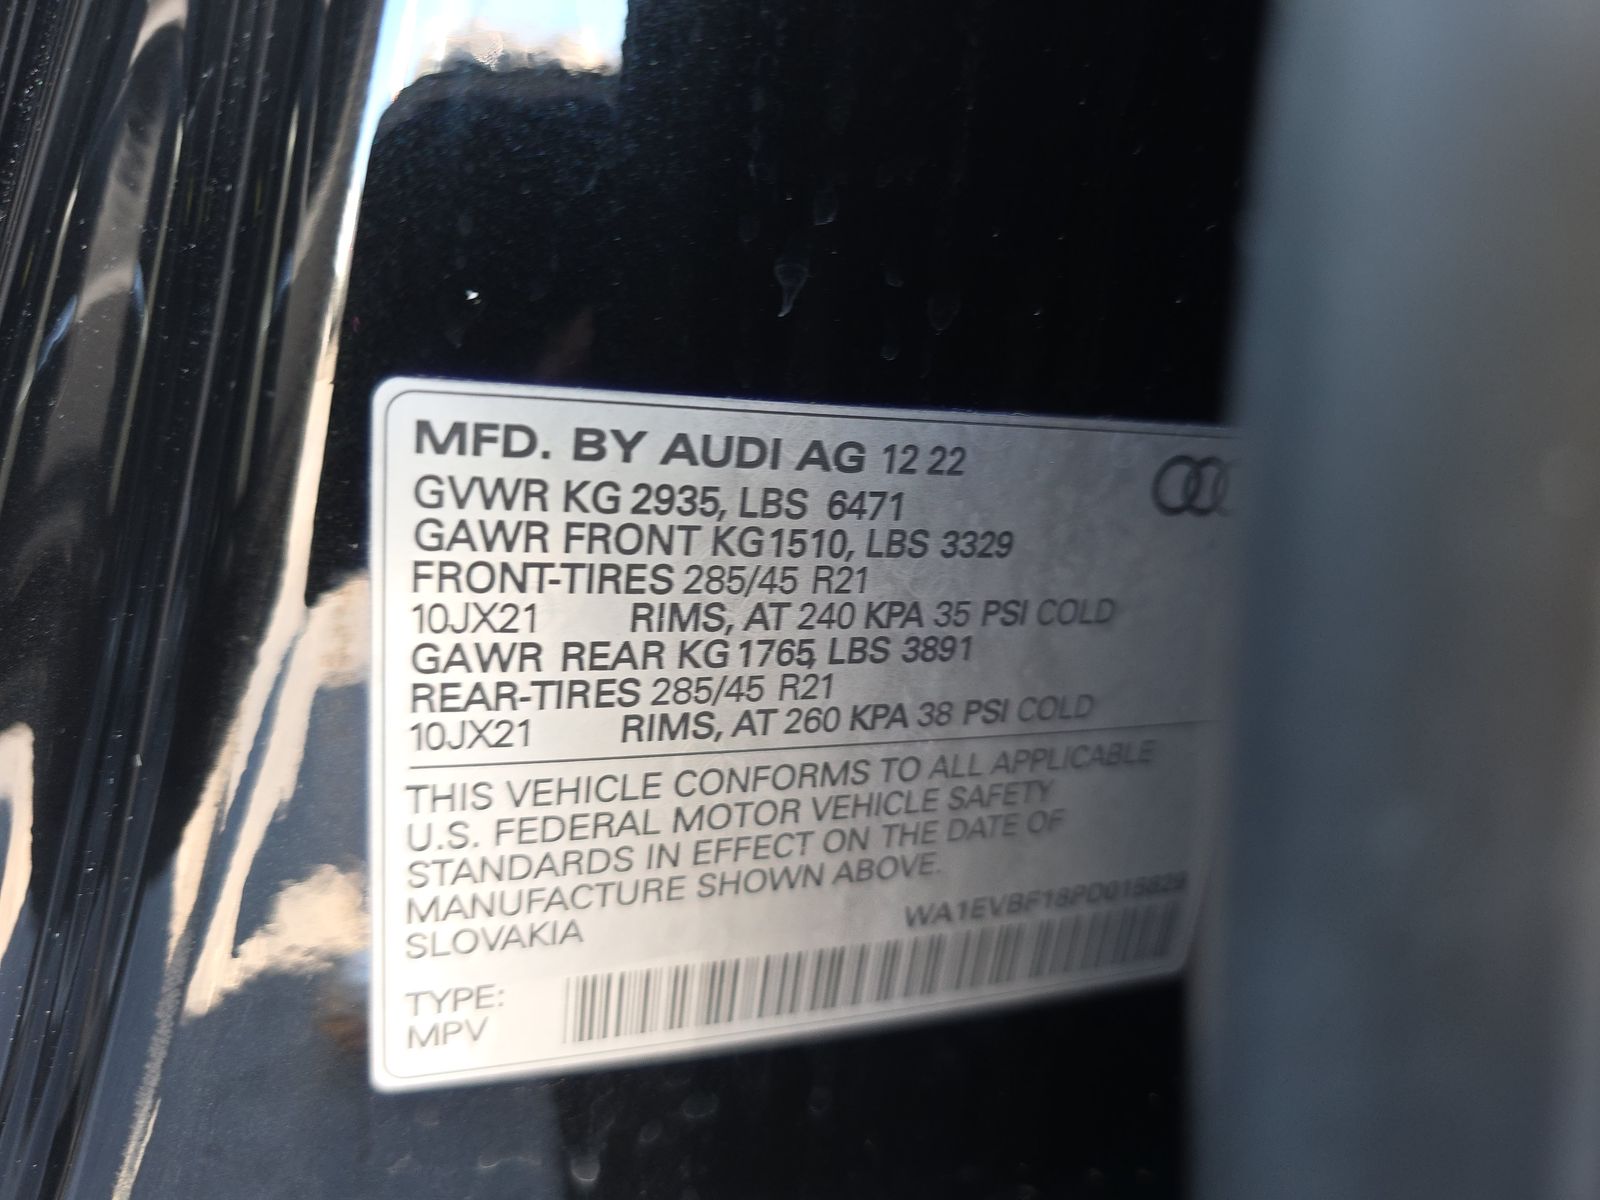 MFD. BY AUDI AG 12 22
GVWR KG 2935, LBS 6471
GAWR FRONT KG1510, LBS 3329
FRONT-TIRES 285/45 R21
10JX21 RIMS, AT 240 KPA 35 PSI COLD
GAWR REAR KG1765, LBS 3891
REAR-TIRES 285/45 R21
10JX21 RIMS, AT 260 KPA 38 PSI COLD
THIS VEHICLE CONFORMS TO ALL APPLICABLE
U.S. FEDERAL MOTOR VEHICLE SAFETY
STANDARDS IN EFFECT ON THE DATE OF
MANUFACTURE SHOWN ABOVE.
SLOVAKIA
TYPE:
MPV